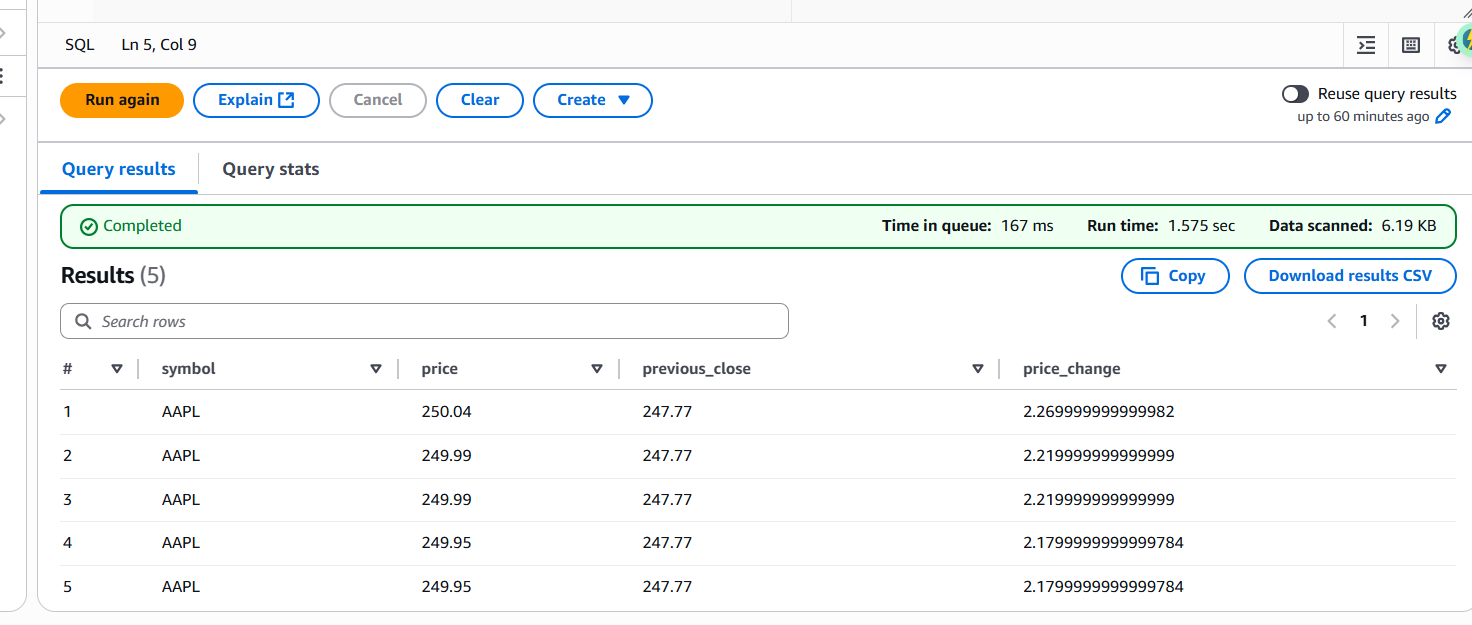 SQL Ln 5, Col 9
Run again Explain Cancel Clear Create Reuse query results
up to 60 minutes ago
Query results Query stats
Completed Time in queue: 167 ms Run time: 1.575 sec Data scanned: 6.19 KB
Results (5) Copy Download results CSV
Search rows 1
# symbol price previous_close price_change
1 AAPL 250.04 247.77 2.269999999999982
2 AAPL 249.99 247.77 2.219999999999999
3 AAPL 249.99 247.77 2.219999999999999
4 AAPL 249.95 247.77 2.1799999999999784
5 AAPL 249.95 247.77 2.1799999999999784